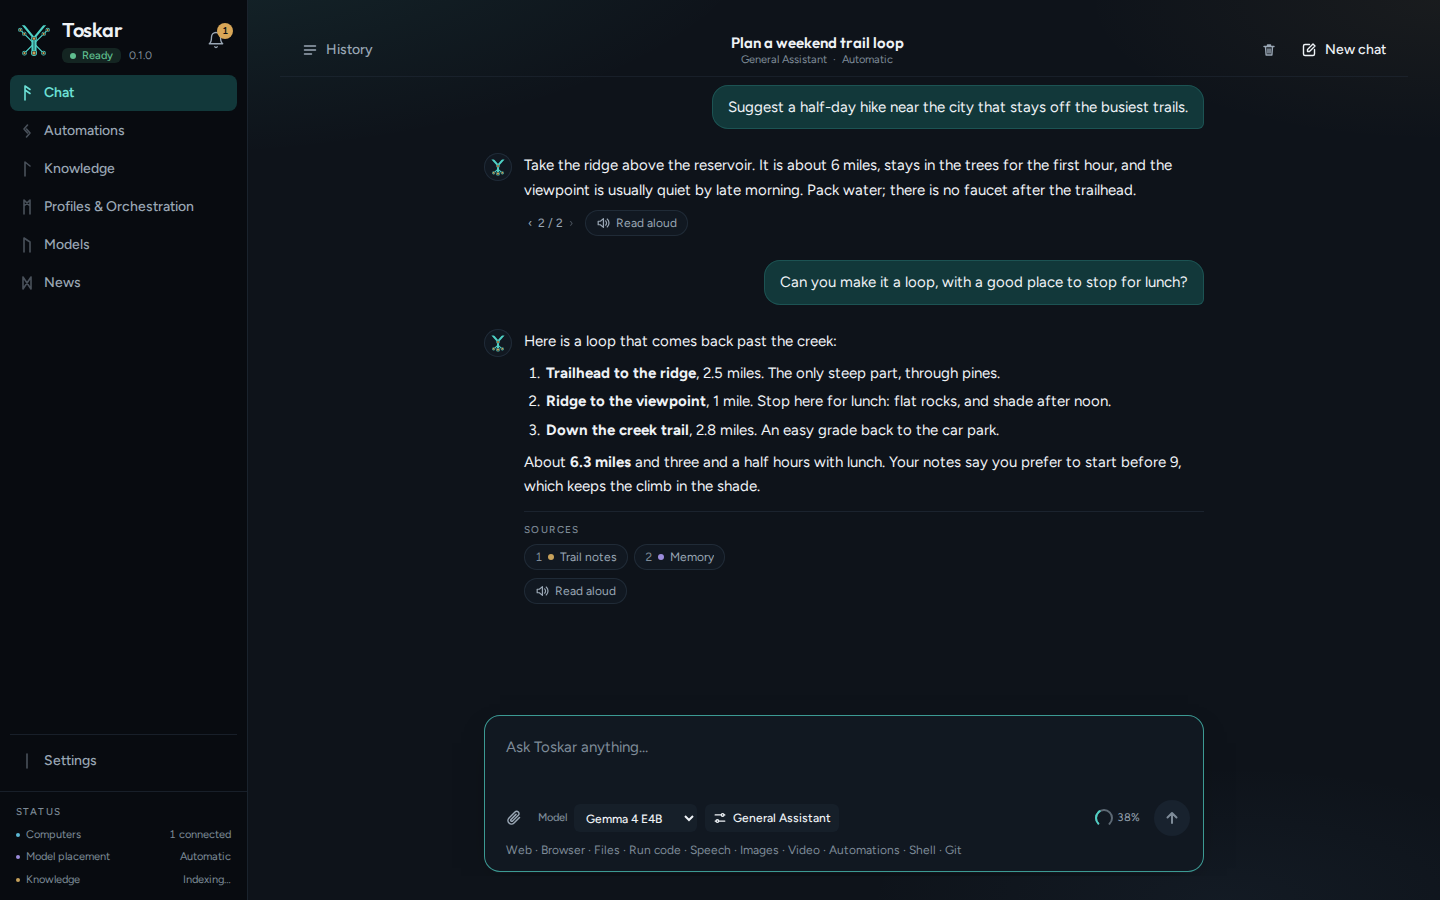 Toskar
Ready 0.1.0
1
Chat
Automations
Knowledge
Profiles & Orchestration
Models
News
Settings
STATUS
Computers 1 connected
Model placement Automatic
Knowledge Indexing...
History
Plan a weekend trail loop
General Assistant · Automatic
New chat
Suggest a half-day hike near the city that stays off the busiest trails.
Take the ridge above the reservoir. It is about 6 miles, stays in the trees for the first hour, and the
viewpoint is usually quiet by late morning. Pack water; there is no faucet after the trailhead.
‹ 2 / 2 › Read aloud
Can you make it a loop, with a good place to stop for lunch?
Here is a loop that comes back past the creek:
1. Trailhead to the ridge, 2.5 miles. The only steep part, through pines.
2. Ridge to the viewpoint, 1 mile. Stop here for lunch: flat rocks, and shade after noon.
3. Down the creek trail, 2.8 miles. An easy grade back to the car park.
About 6.3 miles and three and a half hours with lunch. Your notes say you prefer to start before 9,
which keeps the climb in the shade.
SOURCES
1 Trail notes 2 Memory
Read aloud
Ask Toskar anything...
Model Gemma 4 E4B General Assistant 38%
Web · Browser · Files · Run code · Speech · Images · Video · Automations · Shell · Git